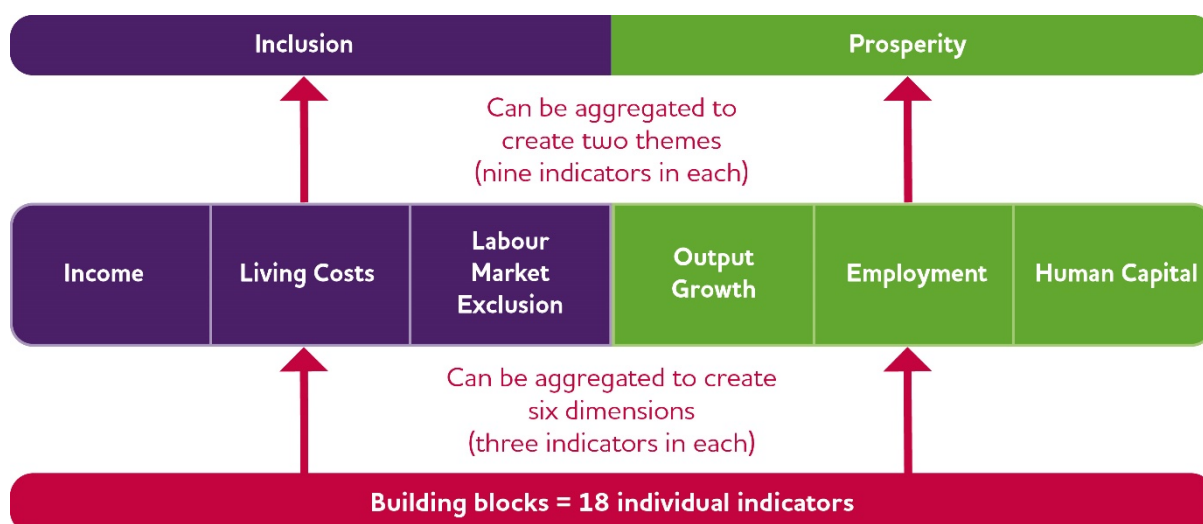 Inclusion
Prosperity
Can be aggregated to
create two themes
(nine indicators in each)
Income
Living Costs
Labour
Market
Exclusion
Output
Growth
Employment
Human Capital
Can be aggregated to create
six dimensions
(three indicators in each)
Building blocks = 18 individual indicators